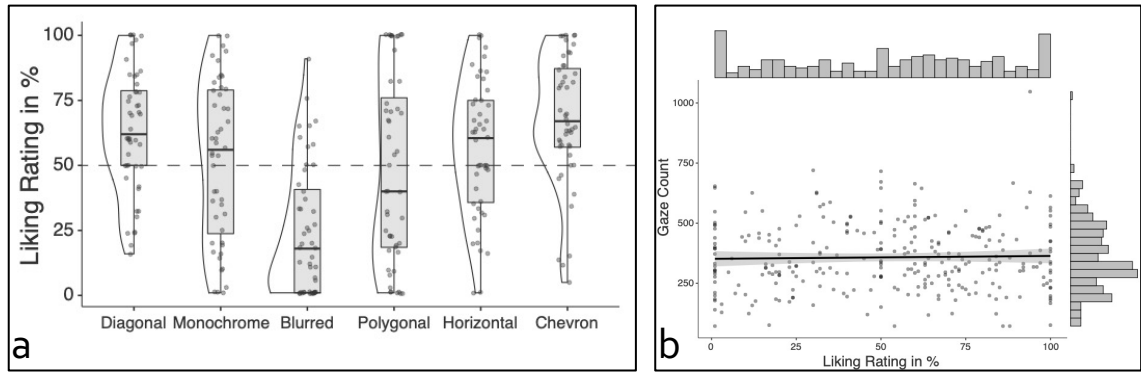 100
75
50
25
0
Liking Rating in %
Diagonal Monochrome Blurred Polygonal Horizontal Chevron
a
1000
750
500
250
Gaze Count
0 25 50 75 100
Liking Rating in %
b